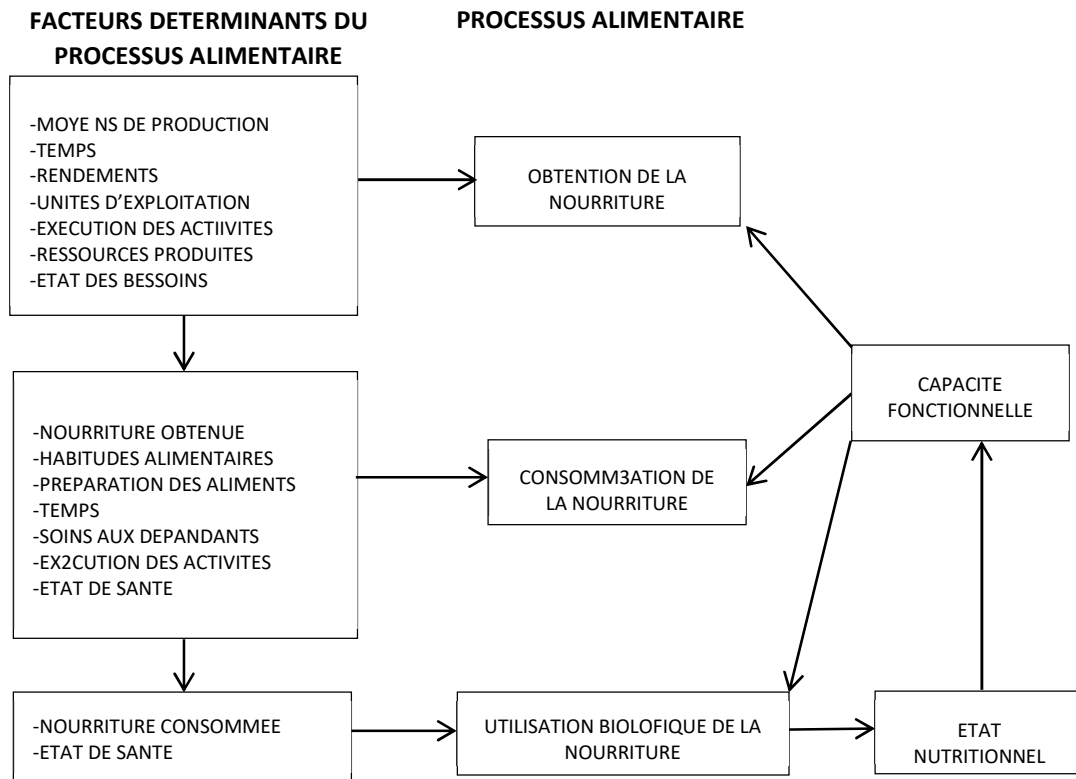 FACTEURS DETERMINANTS DU
PROCESSUS ALIMENTAIRE
PROCESSUS ALIMENTAIRE
-MOYE NS DE PRODUCTION
-TEMPS
-RENDEMENTS
-UNITES D’EXPLOITATION
-EXECUTION DES ACTIIVITES
-RESSOURCES PRODUITES
-ETAT DES BESSOINS
OBTENTION DE LA
NOURRITURE
CAPACITE
FONCTIONNELLE
-NOURRITURE OBTENUE
-HABITUDES ALIMENTAIRES
-PREPARATION DES ALIMENTS
-TEMPS
-SOINS AUX DEPANDANTS
-EX2CUTION DES ACTIVITES
-ETAT DE SANTE
CONSOMM3ATION DE
LA NOURRITURE
-NOURRITURE CONSOMMEE
-ETAT DE SANTE
UTILISATION BIOLOFIQUE DE LA
NOURRITURE
ETAT
NUTRITIONNEL